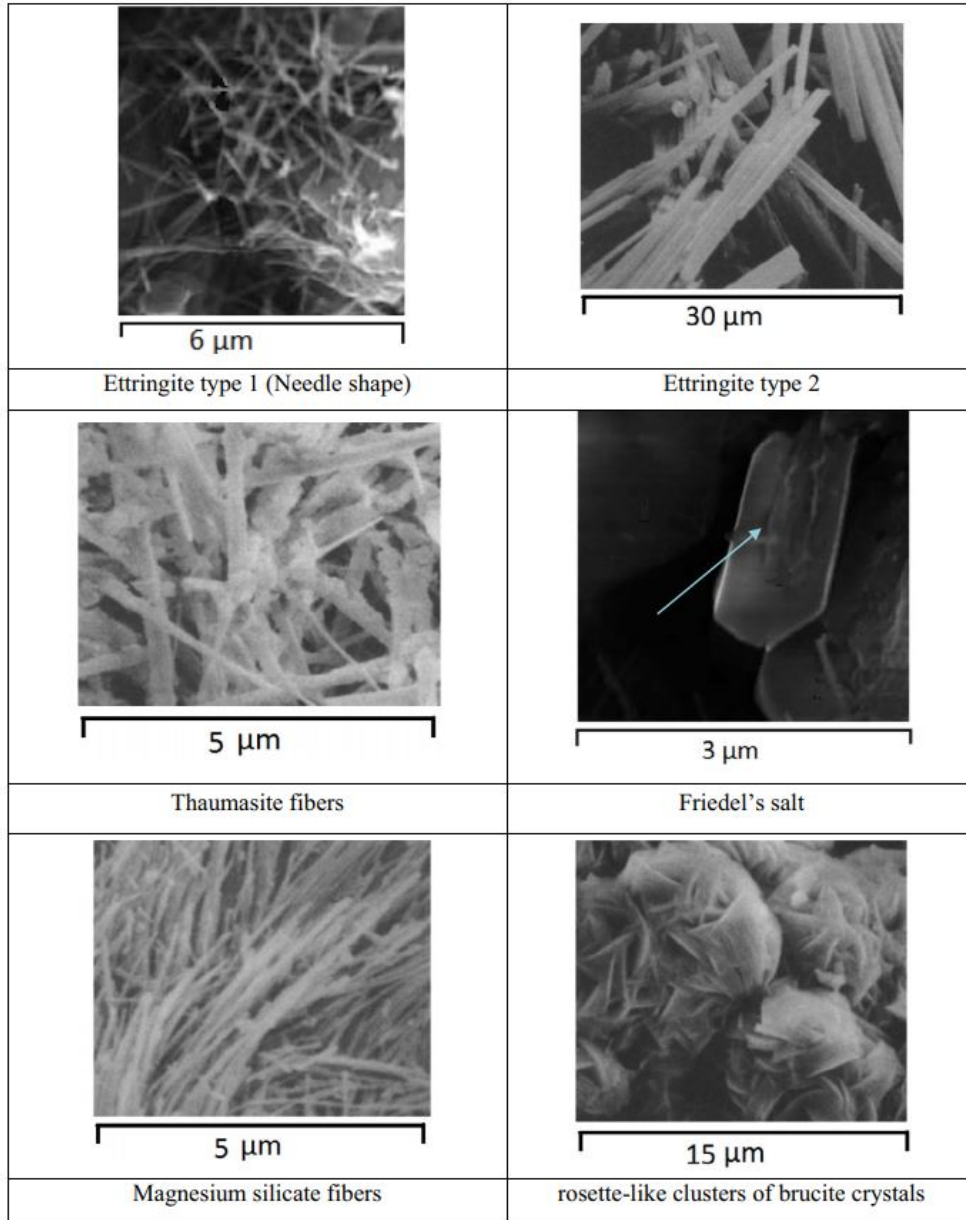 6 µm
30 µm
Ettringite type 1 (Needle shape)
Ettringite type 2
5 µm
3 µm
Thaumasite fibers
Friedel’s salt
5 µm
15 µm
Magnesium silicate fibers
rosette-like clusters of brucite crystals